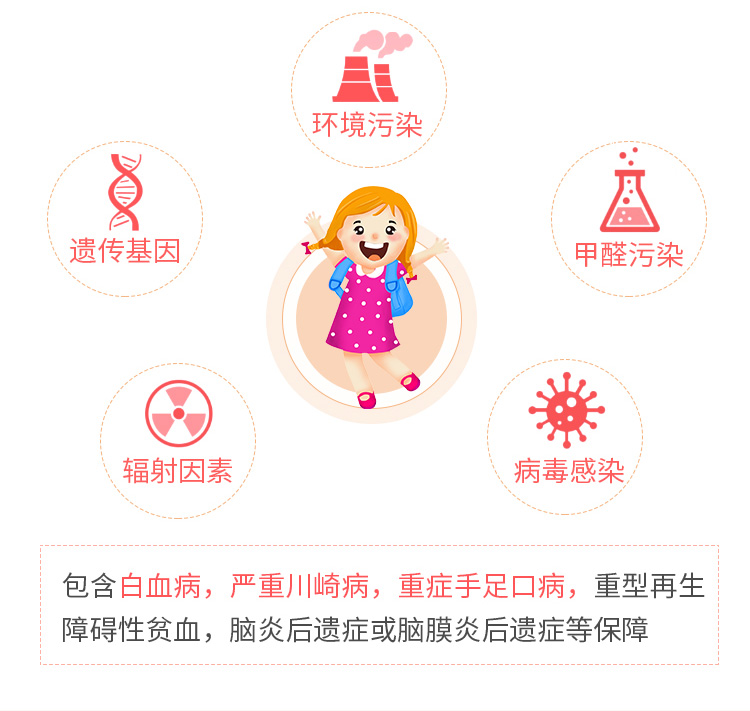 环境污染
遗传基因
甲醛污染
辐射因素
病毒感染
包含白血病，严重川崎病，重症手足口病，重型再生
障碍性贫血，脑炎后遗症或脑膜炎后遗症等保障